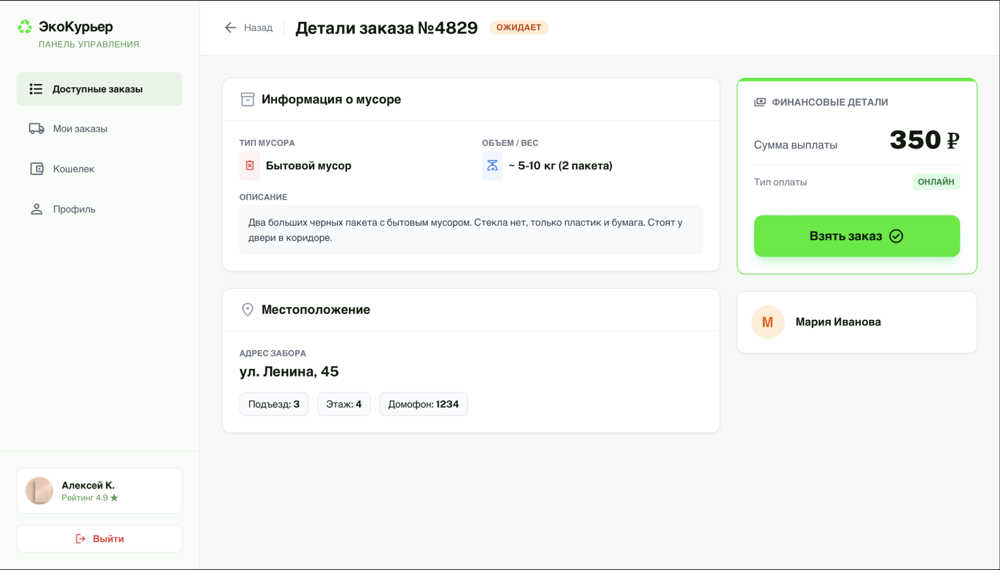 ЭкоКурьер
ПАНЕЛЬ УПРАВЛЕНИЯ
Доступные заказы
Мои заказы
Кошелек
Профиль
Алексей К.
Рейтинг 4.9 ★
Выйти
Назад
Детали заказа №4829
ОЖИДАЕТ
Информация о мусоре
ТИП МУСОРА
Бытовой мусор
ОБЪЕМ / ВЕС
~ 5-10 кг (2 пакета)
ОПИСАНИЕ
Два больших черных пакета с бытовым мусором. Стекла нет, только пластик и бумага. Стоят у
двери в коридоре.
Местоположение
АДРЕС ЗАБОРА
ул. Ленина, 45
Подъезд: 3
Этаж: 4
Домофон: 1234
ФИНАНСОВЫЕ ДЕТАЛИ
Сумма выплаты
350 ₽
Тип оплаты
ОНЛАЙН
Взять заказ
М
Мария Иванова